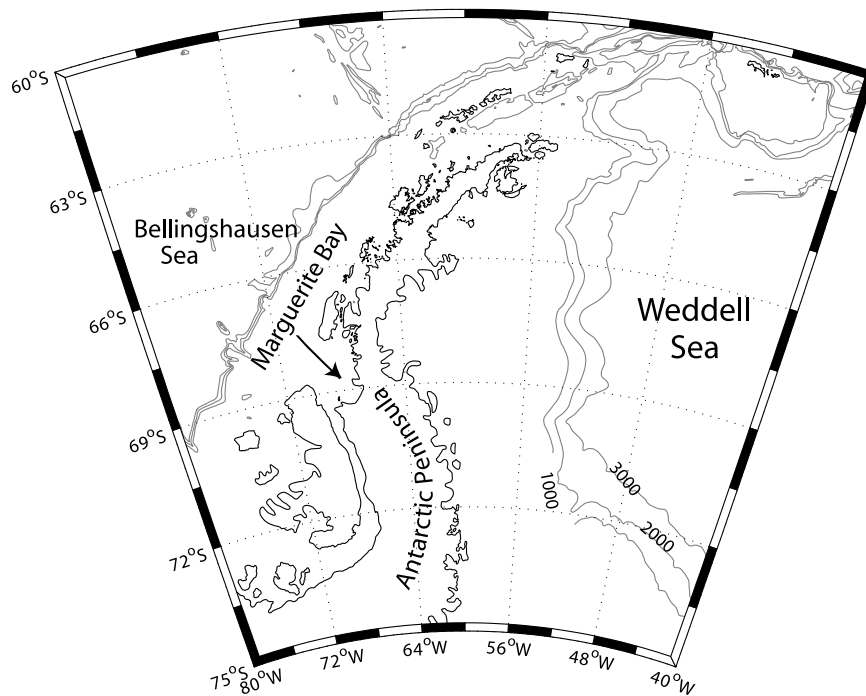 60°S
63°S
66°S
69°S
72°S
75°S
80°W
72°W
64°W
56°W
48°W
40°W
Bellingshausen
Sea
Marguerite Bay
Antarctic Peninsula
Weddell
Sea
1000
3000
2000